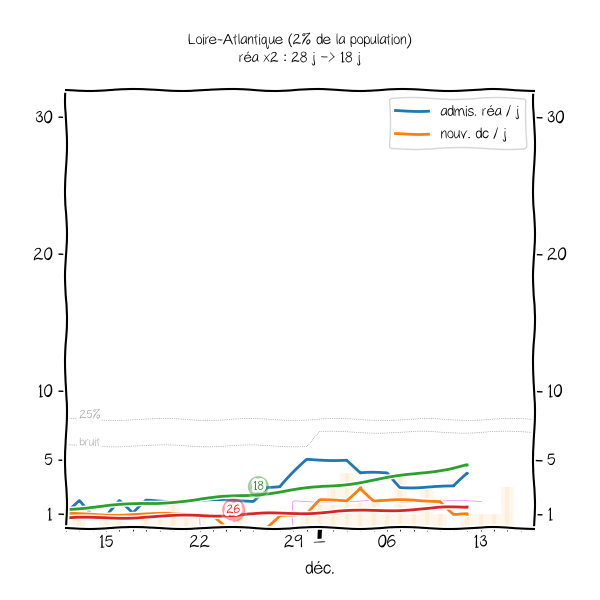 Loire-Atlantique (2% de la population)
réa x2 : 28 j -> 18 j
admis. réa / j
nouv. dc / j
30 30
20 20
10 10
25%
bruit
5 5
18
26
1 1
15 22 29 06 13
déc.